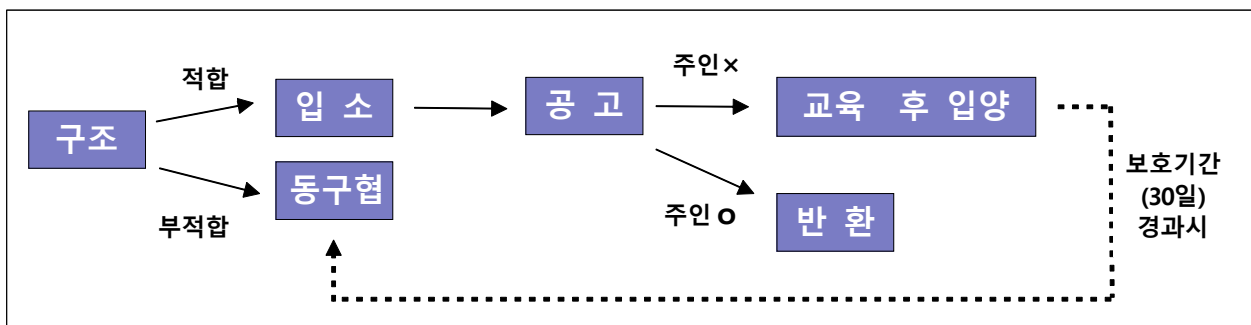 적합
구조
입 소
공 고
주인×
교육 후 입양
부적합
동구협
주인 O
반 환
보호기간
(30일)
경과시